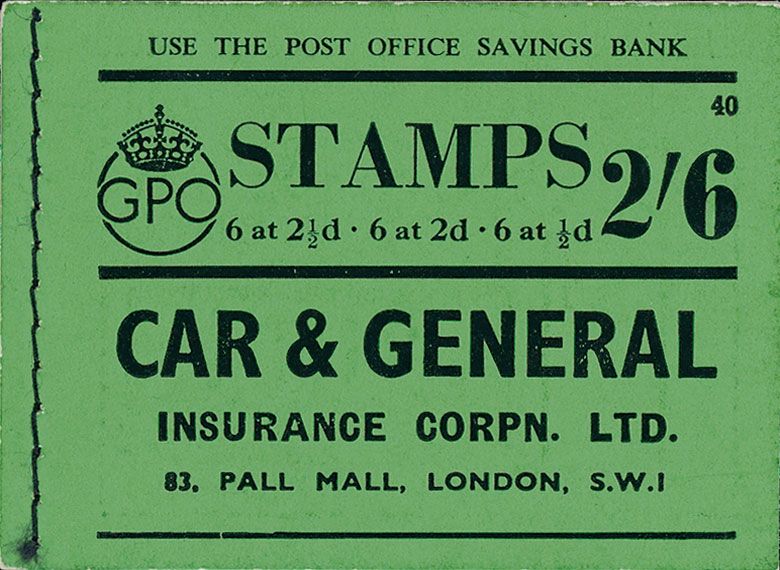 USE THE POST OFFICE SAVINGS BANK
40
GPO
STAMPS 2/6
6 at 2½d · 6 at 2d · 6 at ½d
CAR & GENERAL
INSURANCE CORPN. LTD.
83, PALL MALL, LONDON, S.W.1